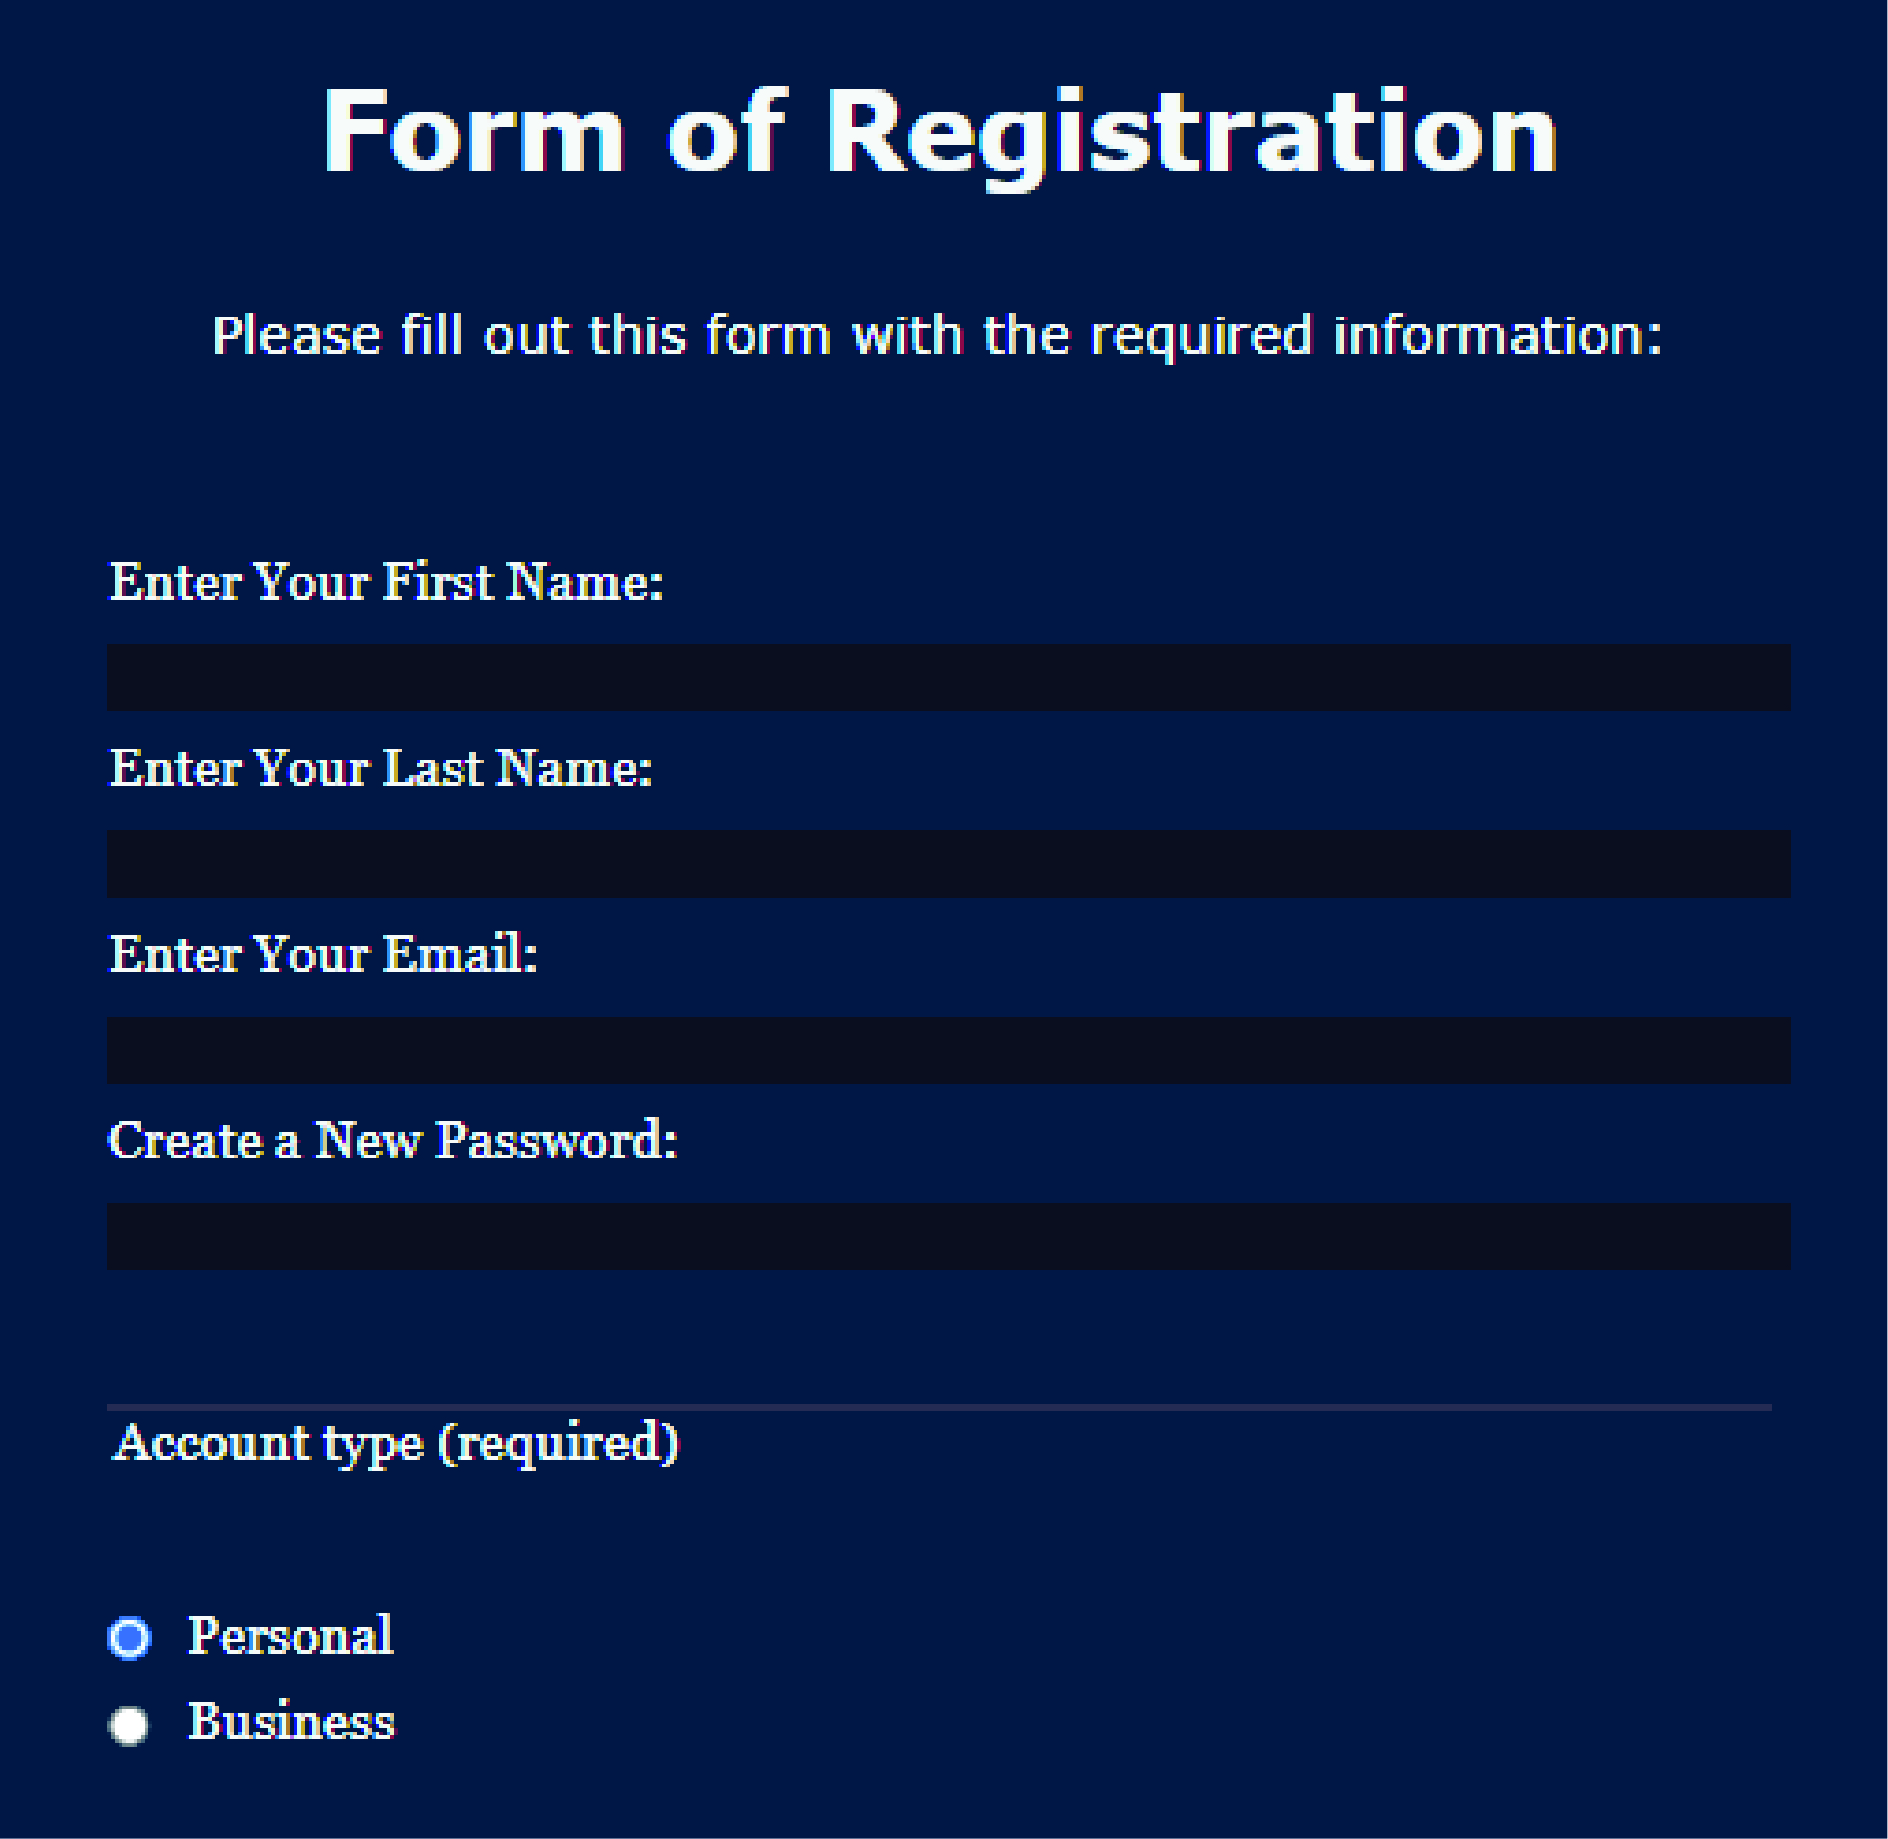 Form of Registration
Please fill out this form with the required information:
Enter Your First Name:
Enter Your Last Name:
Enter Your Email:
Create a New Password:
Account type (required)
Personal
Business